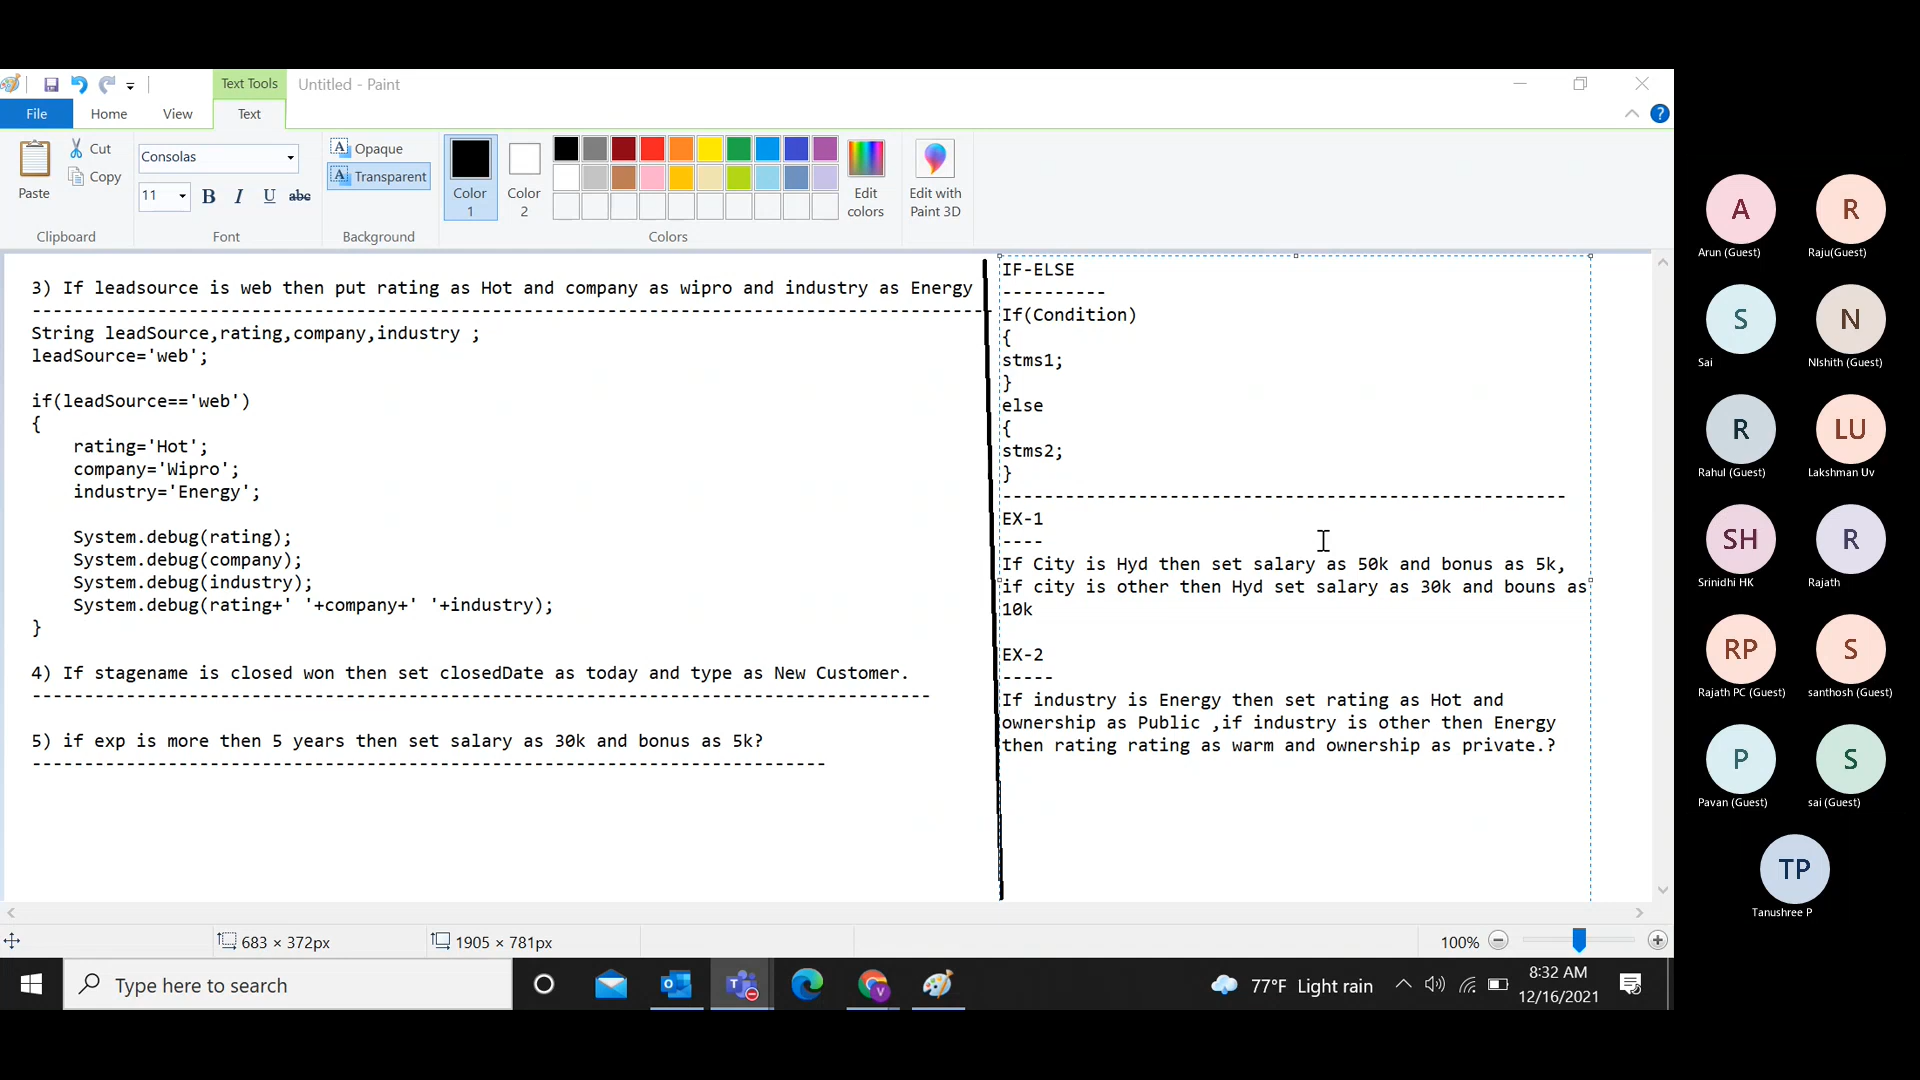 Text Tools
Untitled - Paint
File
Home
View
Text
Paste
Cut
Copy
Clipboard
Consolas
11
B
I
U
abc
Font
Opaque
Transparent
Background
Color
1
Color
2
Edit
colors
Colors
Edit with
Paint 3D
3) If leadsource is web then put rating as Hot and company as wipro and industry as Energy
--------------------------------------------------------------------------------------------
String leadSource,rating,company,industry ;
leadSource='web';
if(leadSource=='web')
{
rating='Hot';
company='Wipro';
industry='Energy';
System.debug(rating);
System.debug(company);
System.debug(industry);
System.debug(rating+' '+company+' '+industry);
}
4) If stagename is closed won then set closedDate as today and type as New Customer.
--------------------------------------------------------------------------------------
5) if exp is more then 5 years then set salary as 30k and bonus as 5k?
----------------------------------------------------------------------------
IF-ELSE
----------
If(Condition)
{
stms1;
}
else
{
stms2;
}
------------------------------------------------------
EX-1
----
If City is Hyd then set salary as 50k and bonus as 5k,
if city is other then Hyd set salary as 30k and bouns as
10k
EX-2
-----
If industry is Energy then set rating as Hot and
ownership as Public ,if industry is other then Energy
then rating rating as warm and ownership as private.?
683 × 372px
1905 × 781px
100%
Type here to search
77°F Light rain
8:32 AM
12/16/2021
A
Arun (Guest)
R
Raju(Guest)
S
Sai
N
NIshith (Guest)
R
Rahul (Guest)
LU
Lakshman Uv
SH
Srinidhi HK
R
Rajath
RP
Rajath PC (Guest)
S
santhosh (Guest)
P
Pavan (Guest)
S
sai (Guest)
TP
Tanushree P